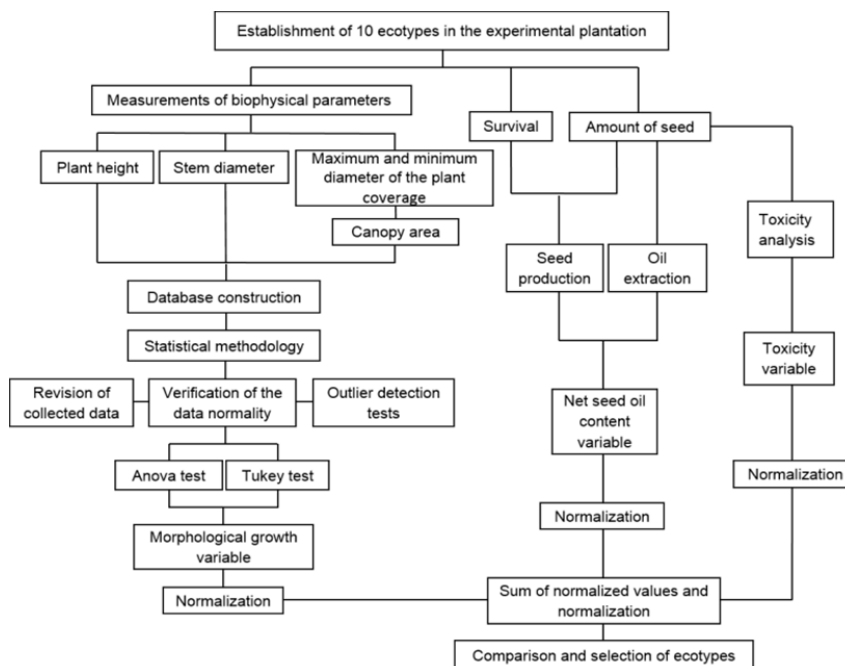 Establishment of 10 ecotypes in the experimental plantation
Measurements of biophysical parameters
Survival
Amount of seed
Plant height
Stem diameter
Maximum and minimum
diameter of the plant
coverage
Canopy area
Toxicity
analysis
Seed
production
Oil
extraction
Database construction
Statistical methodology
Toxicity
variable
Revision of
collected data
Verification of the
data normality
Outlier detection
tests
Net seed oil
content
variable
Anova test
Tukey test
Normalization
Normalization
Morphological growth
variable
Normalization
Sum of normalized values and
normalization
Comparison and selection of ecotypes